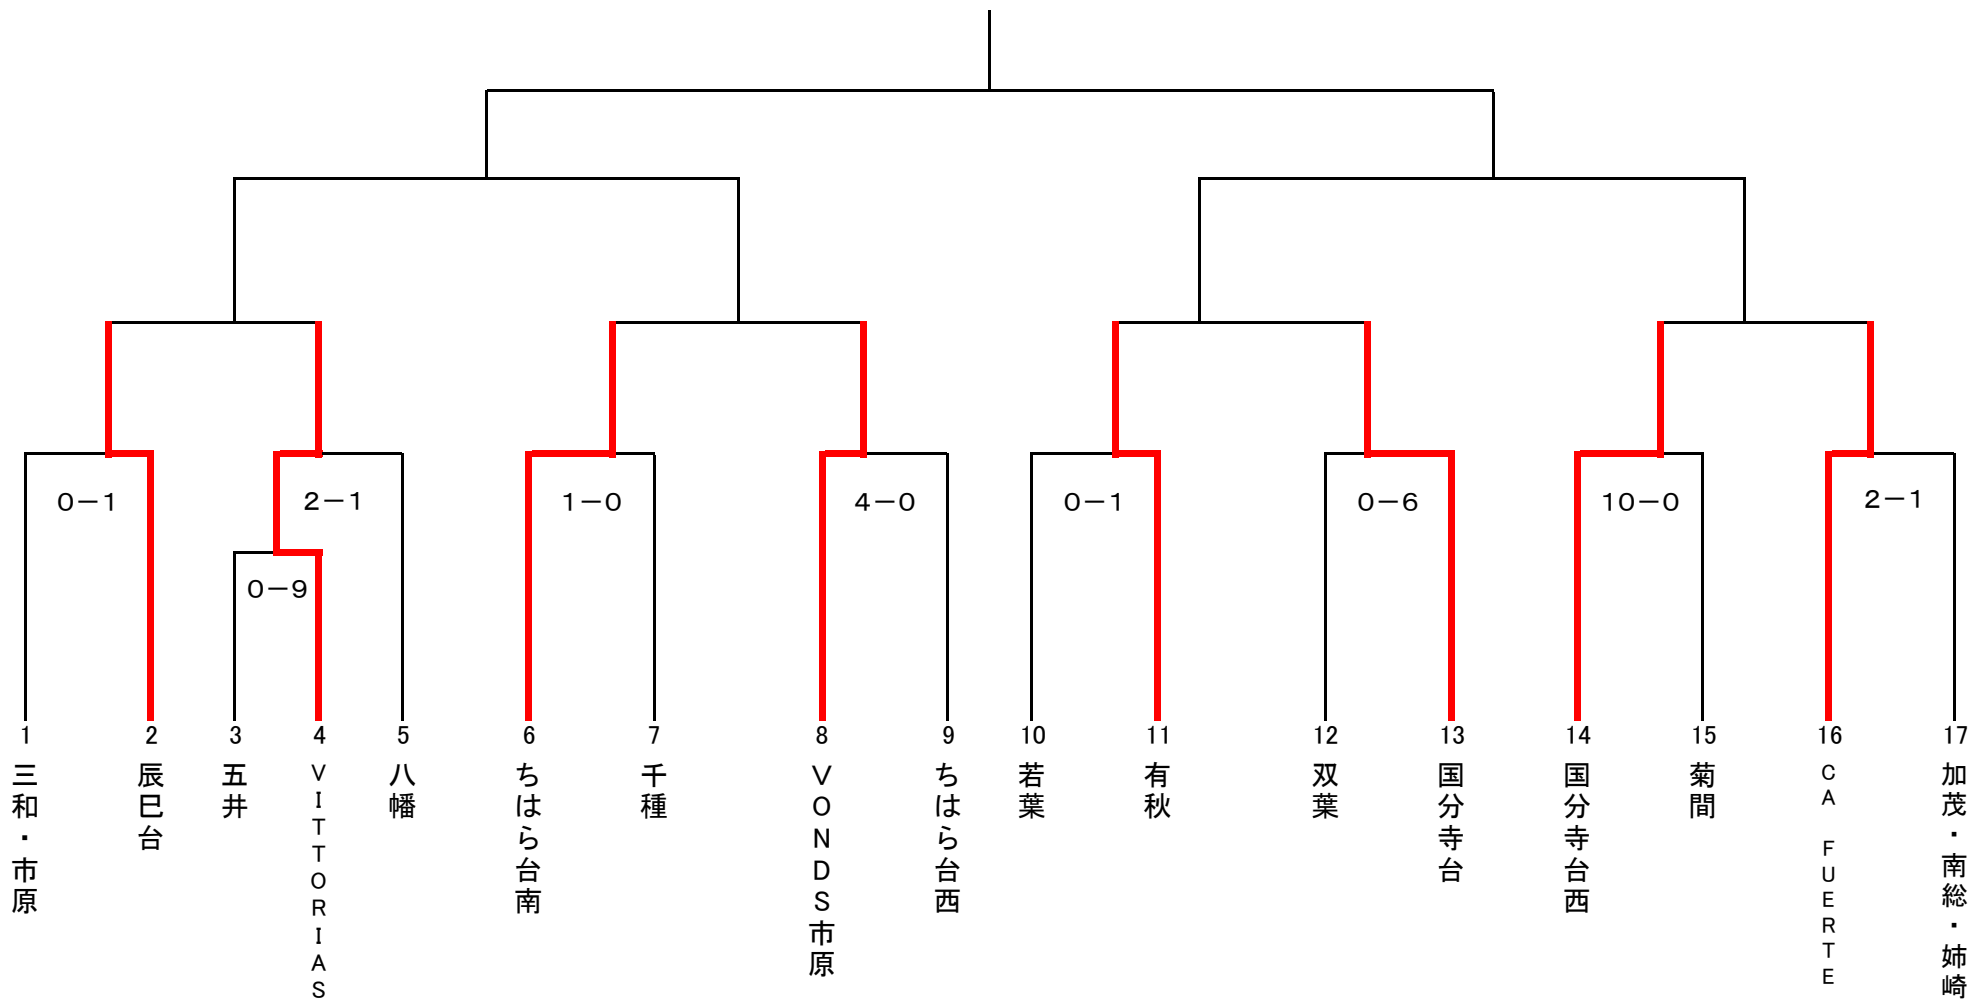 0－1
2－1
1－0
4－0
0－1
0－6
10－0
2－1
0－9
1
2
3
4
5
6
7
8
9
10
11
12
13
14
15
16
17
三和・市原
辰巳台
五井
VITTORIAS
八幡
ちはら台南
千種
VONDS市原
ちはら台西
若葉
有秋
双葉
国分寺台
国分寺台西
菊間
CA FUERTE
加茂・南総・姉崎